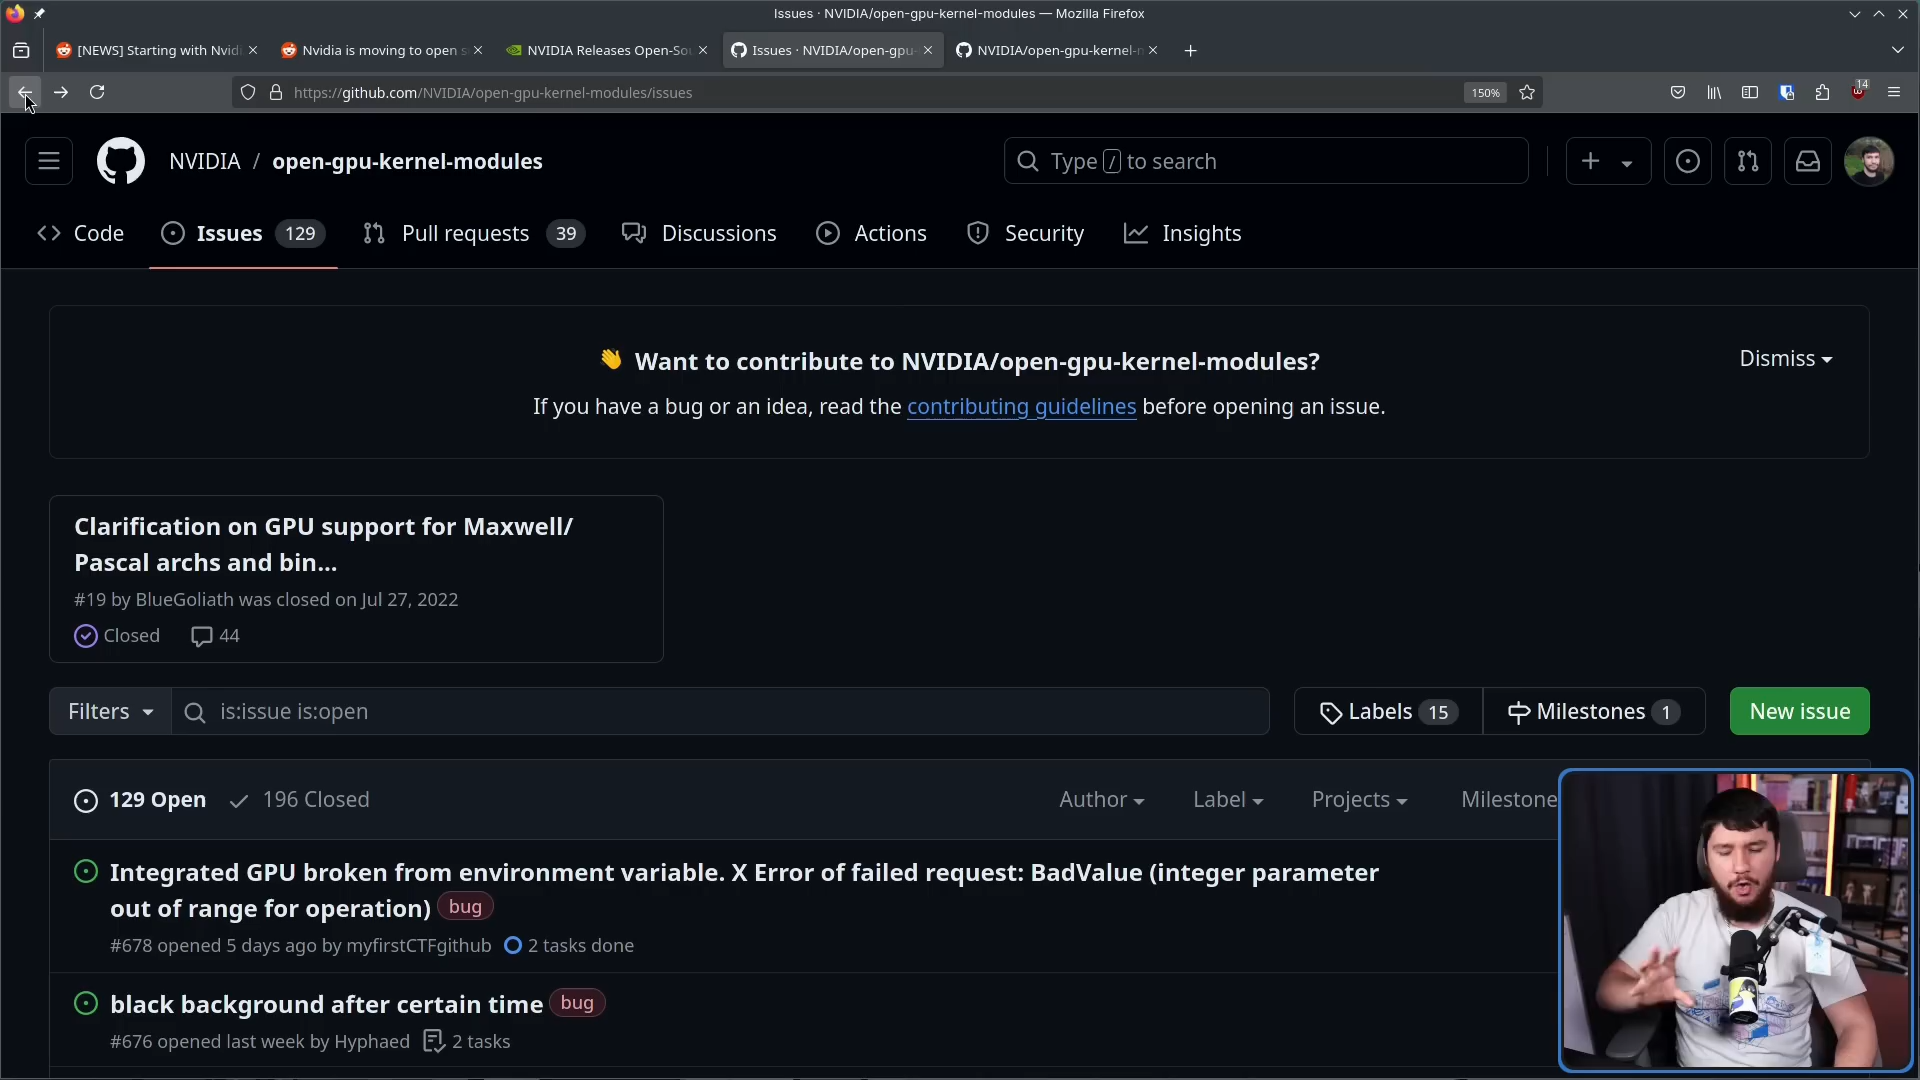 Issues · NVIDIA/open-gpu-kernel-modules — Mozilla Firefox
[NEWS] Starting with Nvidi
Nvidia is moving to open s
NVIDIA Releases Open-Sou
Issues · NVIDIA/open-gpu-
NVIDIA/open-gpu-kernel-n
https://github.com/NVIDIA/open-gpu-kernel-modules/issues
150%
14
NVIDIA / open-gpu-kernel-modules
Type / to search
Code
Issues 129
Pull requests 39
Discussions
Actions
Security
Insights
👋 Want to contribute to NVIDIA/open-gpu-kernel-modules?
Dismiss
If you have a bug or an idea, read the contributing guidelines before opening an issue.
Clarification on GPU support for Maxwell/
Pascal archs and bin...
#19 by BlueGoliath was closed on Jul 27, 2022
Closed 44
Filters
is:issue is:open
Labels 15
Milestones 1
New issue
129 Open
196 Closed
Author
Label
Projects
Milestone
Integrated GPU broken from environment variable. X Error of failed request: BadValue (integer parameter
out of range for operation) bug
#678 opened 5 days ago by myfirstCTFgithub 2 tasks done
black background after certain time bug
#676 opened last week by Hyphaed 2 tasks